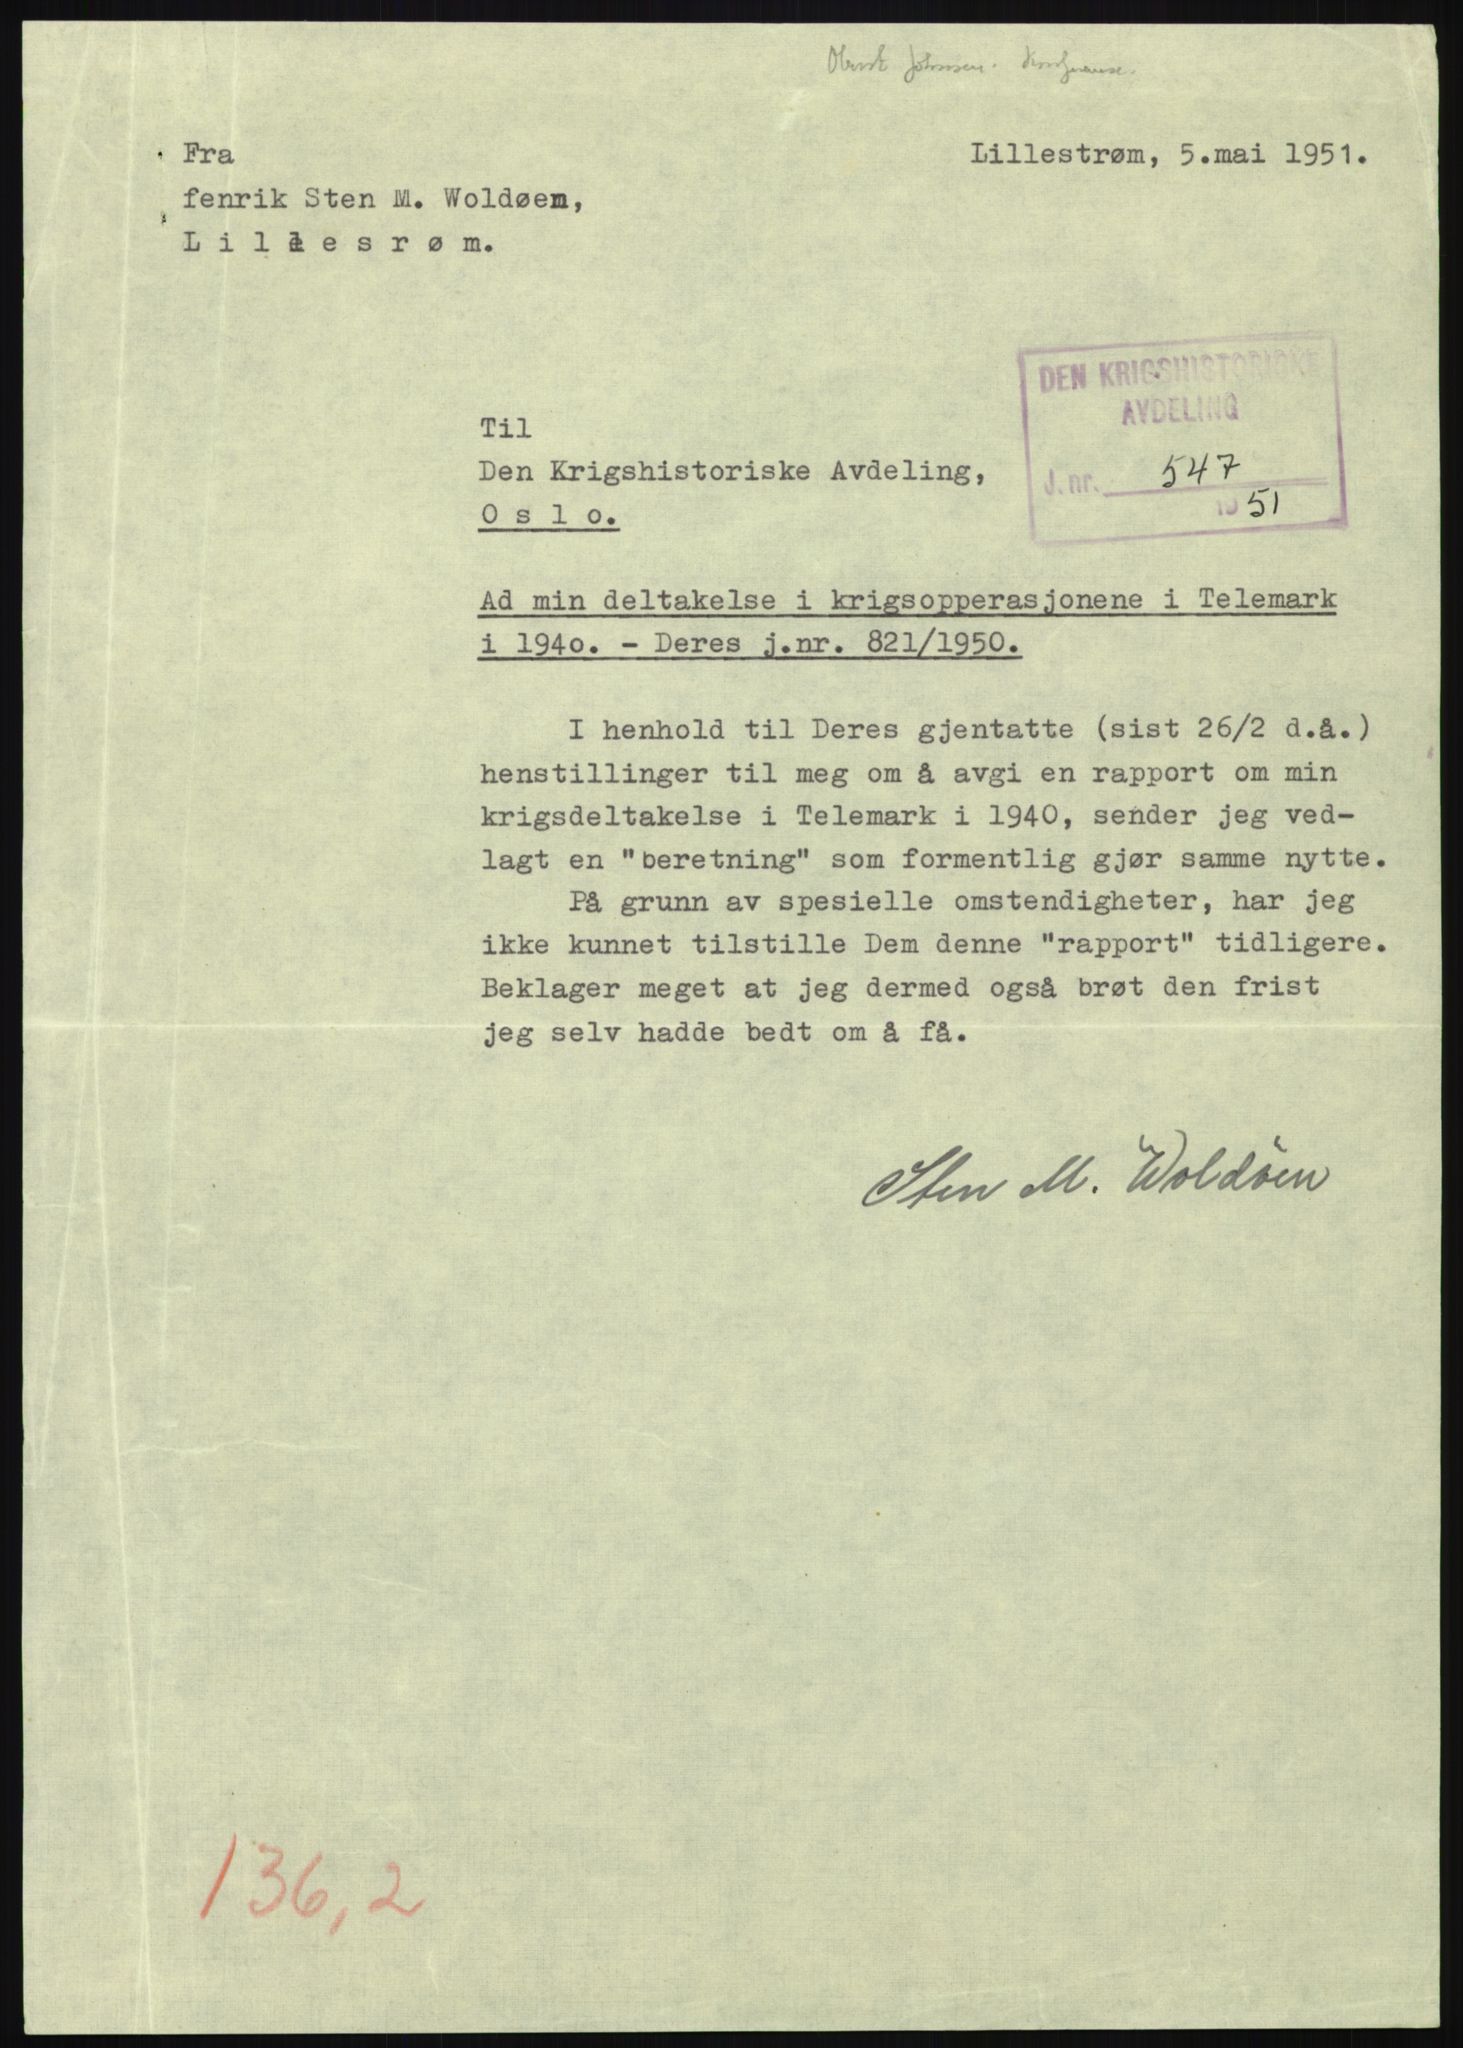 Oberst Johnsen.
Fra
Lillestrøm, 5.mai 1951.
fenrik Sten M. Woldøen,
L i l l e s r ø m.
DEN KRIGSHISTORISKE
AVDELING
J. nr. 547
19 51
Til
Den Krigshistoriske Avdeling,
O s l o.
Ad min deltakelse i krigsopperasjonene i Telemark
i 194o. - Deres j.nr. 821/1950.
I henhold til Deres gjentatte (sist 26/2 d.å.)
henstillinger til meg om å avgi en rapport om min
krigsdeltakelse i Telemark i 1940, sender jeg ved-
lagt en "beretning" som formentlig gjør samme nytte.
På grunn av spesielle omstendigheter, har jeg
ikke kunnet tilstille Dem denne "rapport" tidligere.
Beklager meget at jeg dermed også brøt den frist
jeg selv hadde bedt om å få.
Sten M. Woldöen
136,2